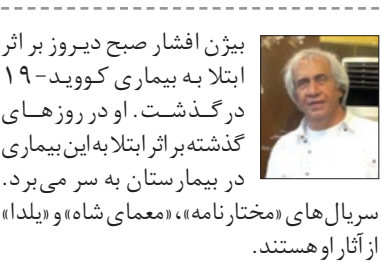 بیژن افشار صبح دیروز بر اثر
ابتلا به بیماری کووید-۱۹
درگذشت. او در روزهای
گذشته بر اثر ابتلا به این بیماری
در بیمارستان به سر می‌برد.
سریال‌های «مختارنامه»، «معمای شاه» و «یلدا»
از آثار او هستند.